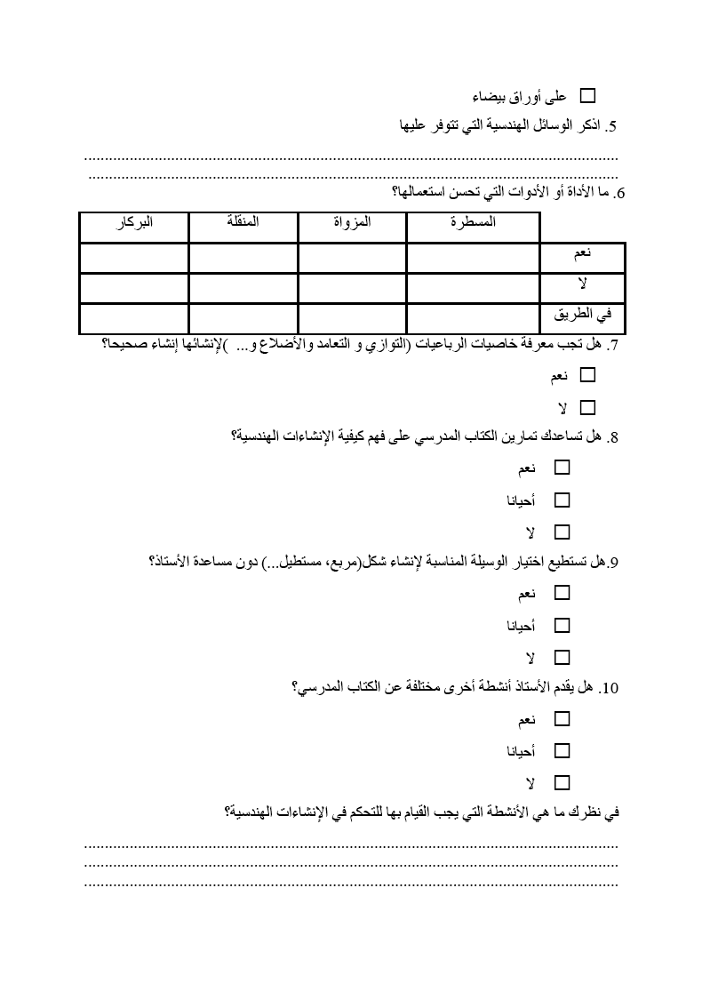 ☐ على أوراق بيضاء
5. اذكر الوسائل الهندسية التي تتوفر عليها
................................................................................................................................
...............................................................................................................................
6. ما الأداة أو الأدوات التي تحسن استعمالها؟
المسطرة المزواة المنقلة البركار
نعم
لا
في الطريق
7. هل تجب معرفة خاصيات الرباعيات (التوازي و التعامد والأضلاع و... )لإنشائها إنشاء صحيحا؟
☐ نعم
☐ لا
8. هل تساعدك تمارين الكتاب المدرسي على فهم كيفية الإنشاءات الهندسية؟
☐ نعم
☐ أحيانا
☐ لا
9.هل تستطيع اختيار الوسيلة المناسبة لإنشاء شكل(مربع، مستطيل...) دون مساعدة الأستاذ؟
☐ نعم
☐ أحيانا
☐ لا
10. هل يقدم الأستاذ أنشطة أخرى مختلفة عن الكتاب المدرسي؟
☐ نعم
☐ أحيانا
☐ لا
في نظرك ما هي الأنشطة التي يجب القيام بها للتحكم في الإنشاءات الهندسية؟
................................................................................................................................
................................................................................................................................
................................................................................................................................